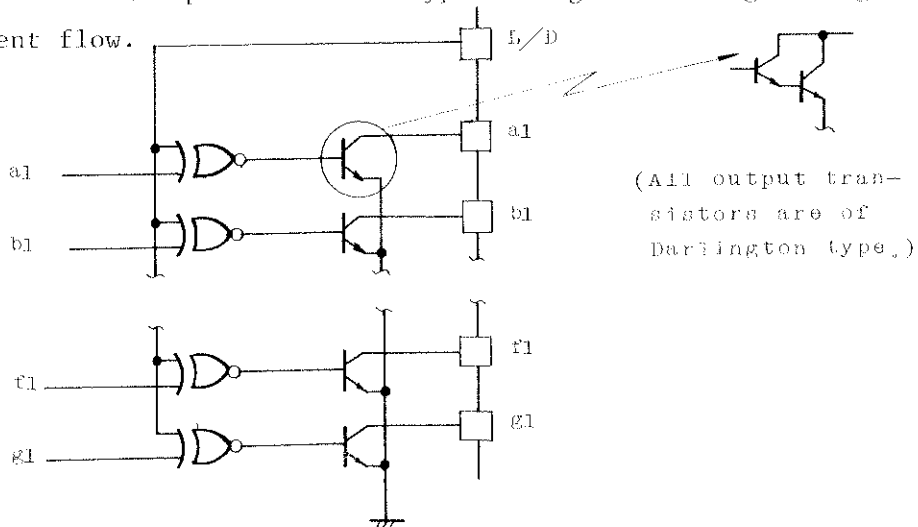 ent flow.
L/D
a1
a1
b1
b1
(All output tran-
sistors are of
Darlington type.)
f1
f1
g1
g1